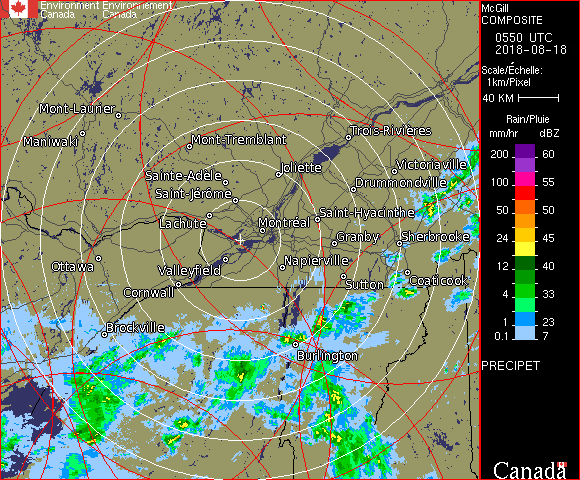 Environment Environnement
Canada Canada
McGill
COMPOSITE
0550 UTC
2018-08-18
Scale/Échelle:
1km/Pixel
40 KM
Rain/Pluie
mm/hr dBZ
200 60
100 55
50 50
24 45
12 40
4 33
1 23
0.1 7
PRECIPET
Canada
Mont-Laurier
Maniwaki
Mont-Tremblant
Trois-Rivières
Victoriaville
Joliette
Sainte-Adèle
Drummondville
Saint-Jérôme
Saint-Hyacinthe
Lachute
Montréal
Granby
Sherbrooke
Ottawa
Valleyfield
Napierville
Cornwall
Sutton
Coaticook
Brockville
Burlington